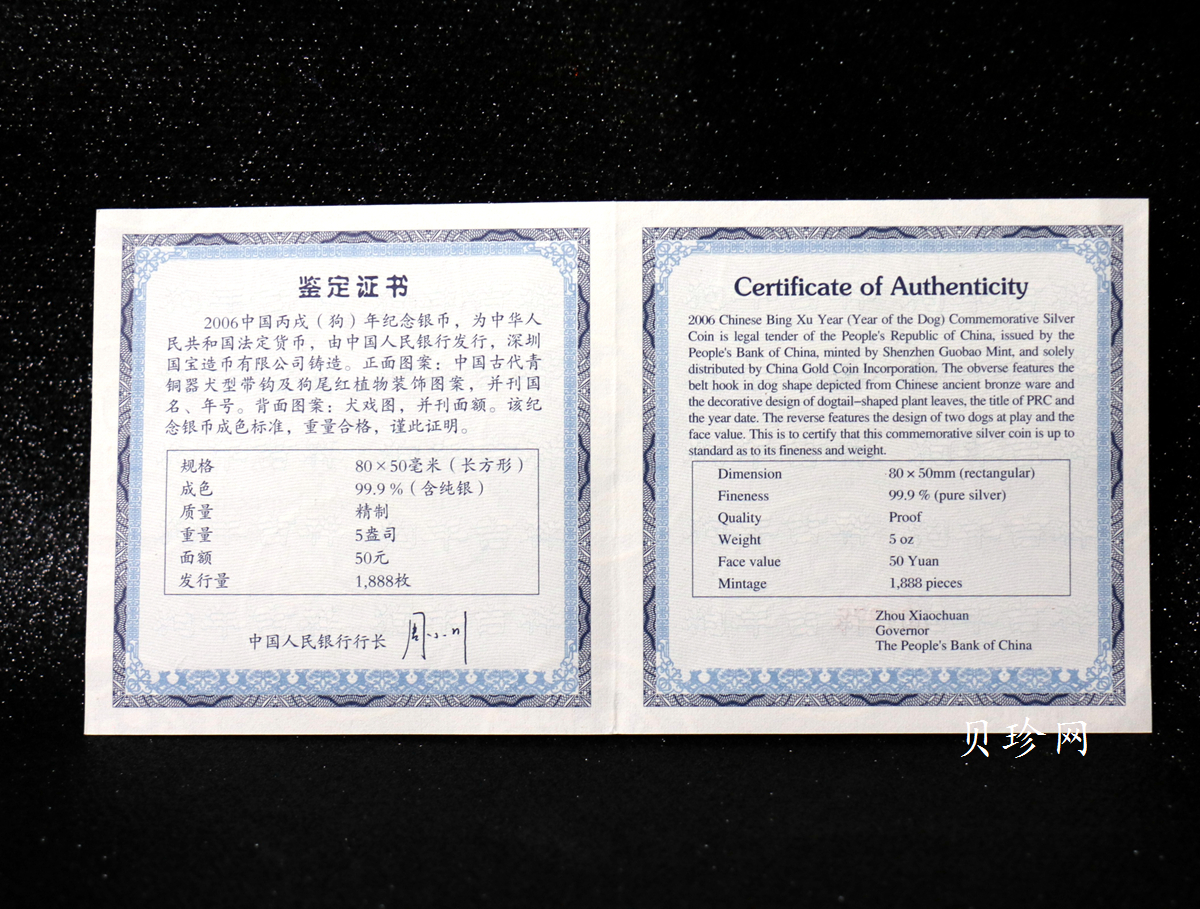 鉴定证书
2006中国丙戌（狗）年纪念银币，为中华人
民共和国法定货币，由中国人民银行发行，深圳
国宝造币有限公司铸造。正面图案：中国古代青
铜器犬型带钩及狗尾红植物装饰图案，并刊国
名、年号。背面图案：犬戏图，并刊面额。该纪
念银币成色标准，重量合格，谨此证明。
规格 80×50毫米（长方形）
成色 99.9%（含纯银）
质量 精制
重量 5盎司
面额 50元
发行量 1,888枚
中国人民银行行长 周小川
Certificate of Authenticity
2006 Chinese Bing Xu Year (Year of the Dog) Commemorative Silver
Coin is legal tender of the People's Republic of China, issued by the
People's Bank of China, minted by Shenzhen Guobao Mint, and solely
distributed by China Gold Coin Incorporation. The obverse features the
belt hook in dog shape depicted from Chinese ancient bronze ware and
the decorative design of dogtail-shaped plant leaves, the title of PRC and
the year date. The reverse features the design of two dogs at play and the
face value. This is to certify that this commemorative silver coin is up to
standard as to its fineness and weight.
Dimension 80×50mm (rectangular)
Fineness 99.9 % (pure silver)
Quality Proof
Weight 5 oz
Face value 50 Yuan
Mintage 1,888 pieces
Zhou Xiaochuan
Governor
The People's Bank of China
贝珍网